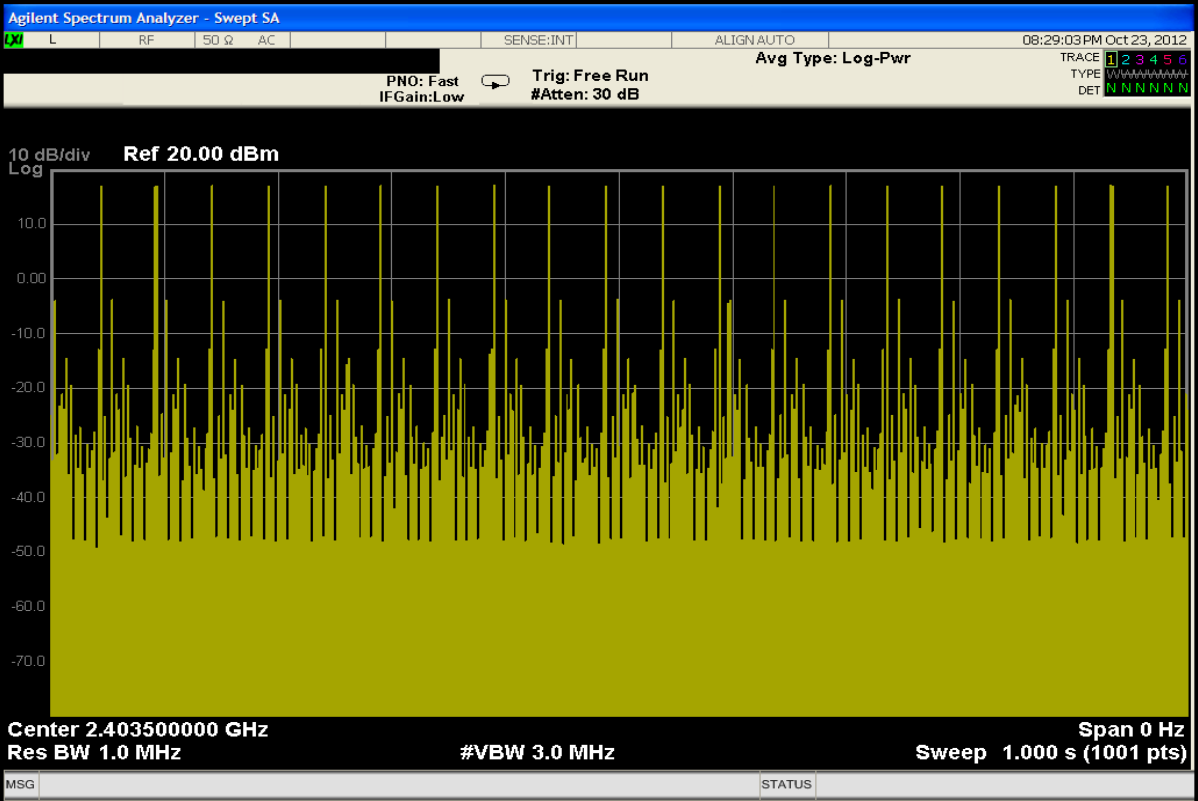 Agilent Spectrum Analyzer - Swept SA
LXI L RF 50 Ω AC SENSE:INT ALIGN AUTO 08:29:03 PM Oct 23, 2012
Avg Type: Log-Pwr TRACE 1 2 3 4 5 6
PNO: Fast Trig: Free Run TYPE WWWWWW
IFGain:Low #Atten: 30 dB DET N N N N N N
10 dB/div Ref 20.00 dBm
Log
10.0
0.00
-10.0
-20.0
-30.0
-40.0
-50.0
-60.0
-70.0
Center 2.403500000 GHz Span 0 Hz
Res BW 1.0 MHz #VBW 3.0 MHz Sweep 1.000 s (1001 pts)
MSG STATUS